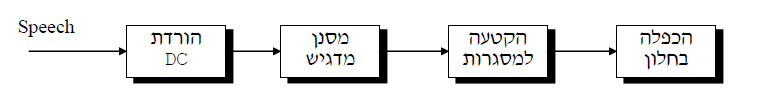 Speech
הורדת
DC
מסנן
מדגיש
הקטעה
למסגרות
הכפלה
בחלון